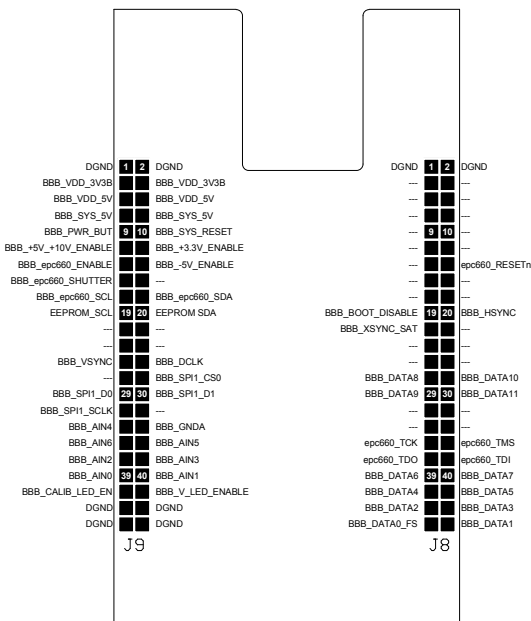 DGND 1 2 DGND DGND 1 2 DGND
BBB_VDD_3V3B BBB_VDD_3V3B --- ---
BBB_VDD_5V BBB_VDD_5V --- ---
BBB_SYS_5V BBB_SYS_5V --- ---
BBB_PWR_BUT 9 10 BBB_SYS_RESET --- 9 10 ---
BBB_+5V_+10V_ENABLE BBB_+3.3V_ENABLE --- ---
BBB_epc660_ENABLE BBB_-5V_ENABLE --- epc660_RESETn
BBB_epc660_SHUTTER --- --- ---
BBB_epc660_SCL BBB_epc660_SDA --- ---
EEPROM_SCL 19 20 EEPROM SDA BBB_BOOT_DISABLE 19 20 BBB_HSYNC
--- --- BBB_XSYNC_SAT ---
--- --- --- ---
BBB_VSYNC BBB_DCLK --- ---
--- BBB_SPI1_CS0 BBB_DATA8 BBB_DATA10
BBB_SPI1_D0 29 30 BBB_SPI1_D1 BBB_DATA9 29 30 BBB_DATA11
BBB_SPI1_SCLK --- --- ---
BBB_AIN4 BBB_GNDA --- ---
BBB_AIN6 BBB_AIN5 epc660_TCK epc660_TMS
BBB_AIN2 BBB_AIN3 epc660_TDO epc660_TDI
BBB_AIN0 39 40 BBB_AIN1 BBB_DATA6 39 40 BBB_DATA7
BBB_CALIB_LED_EN BBB_V_LED_ENABLE BBB_DATA4 BBB_DATA5
DGND DGND BBB_DATA2 BBB_DATA3
DGND DGND BBB_DATA0_FS BBB_DATA1
J9 J8